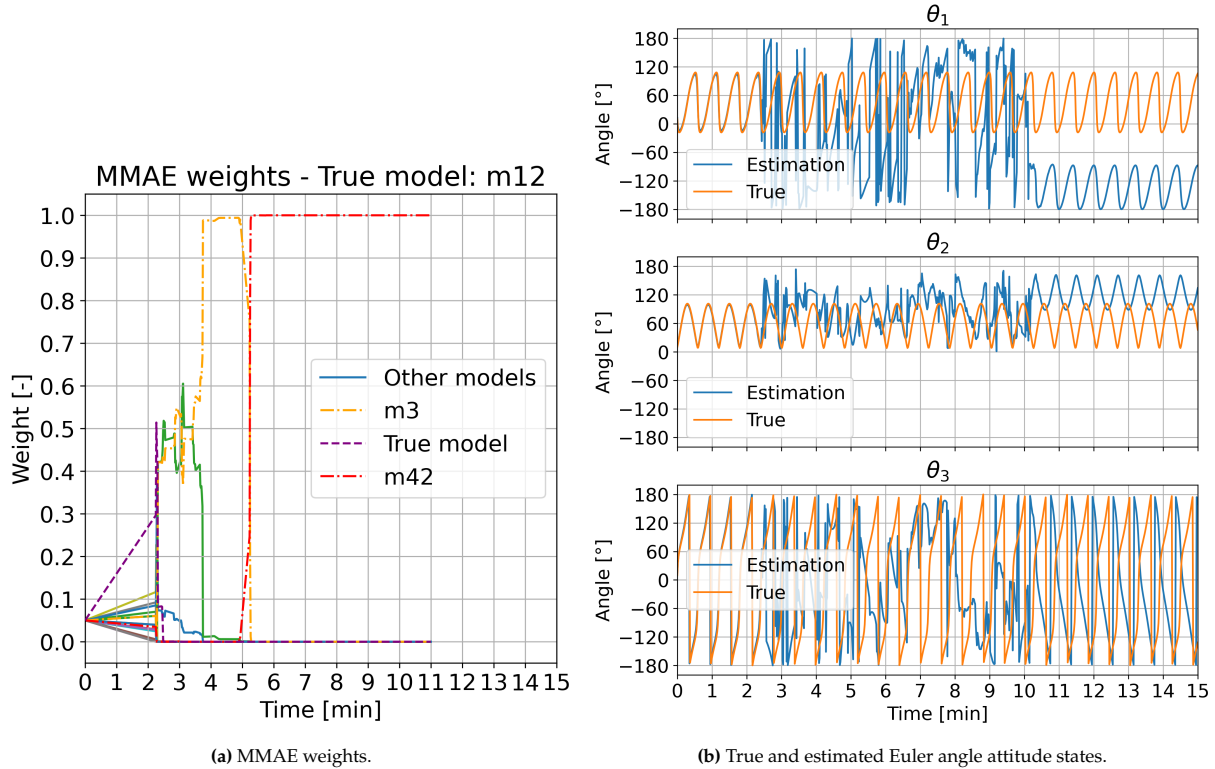 MMAE weights - True model: m12
Weight [-]
1.0
0.9
0.8
0.7
0.6
0.5
0.4
0.3
0.2
0.1
0.0
Other models
m3
True model
m42
0 1 2 3 4 5 6 7 8 9 10 11 12 13 14 15
Time [min]
(a) MMAE weights.
θ1
Angle [°]
180
120
60
0
−60
−120
−180
Estimation
True
θ2
Angle [°]
180
120
60
0
−60
−120
−180
Estimation
True
θ3
Angle [°]
180
120
60
0
−60
−120
−180
Estimation
True
0 1 2 3 4 5 6 7 8 9 10 11 12 13 14 15
Time [min]
(b) True and estimated Euler angle attitude states.